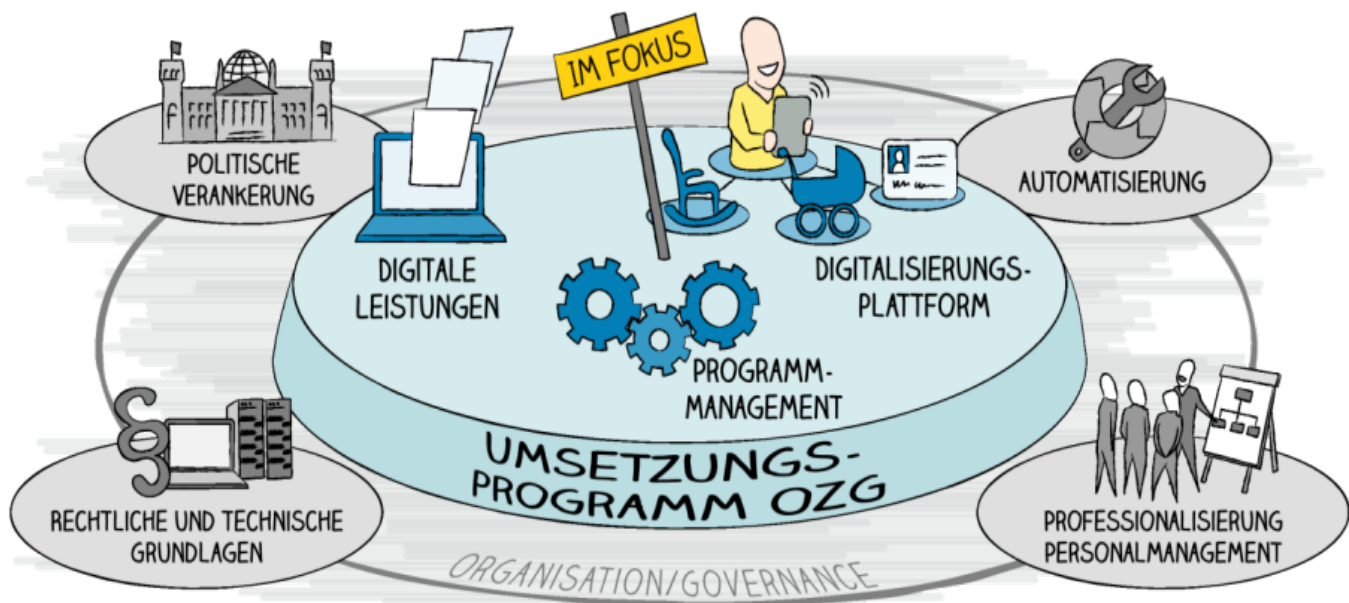 IM FOKUS
POLITISCHE
VERANKERUNG
AUTOMATISIERUNG
DIGITALE
LEISTUNGEN
DIGITALISIERUNGS-
PLATTFORM
PROGRAMM-
MANAGEMENT
UMSETZUNGS-
PROGRAMM OZG
RECHTLICHE UND TECHNISCHE
GRUNDLAGEN
PROFESSIONALISIERUNG
PERSONALMANAGEMENT
ORGANISATION/GOVERNANCE